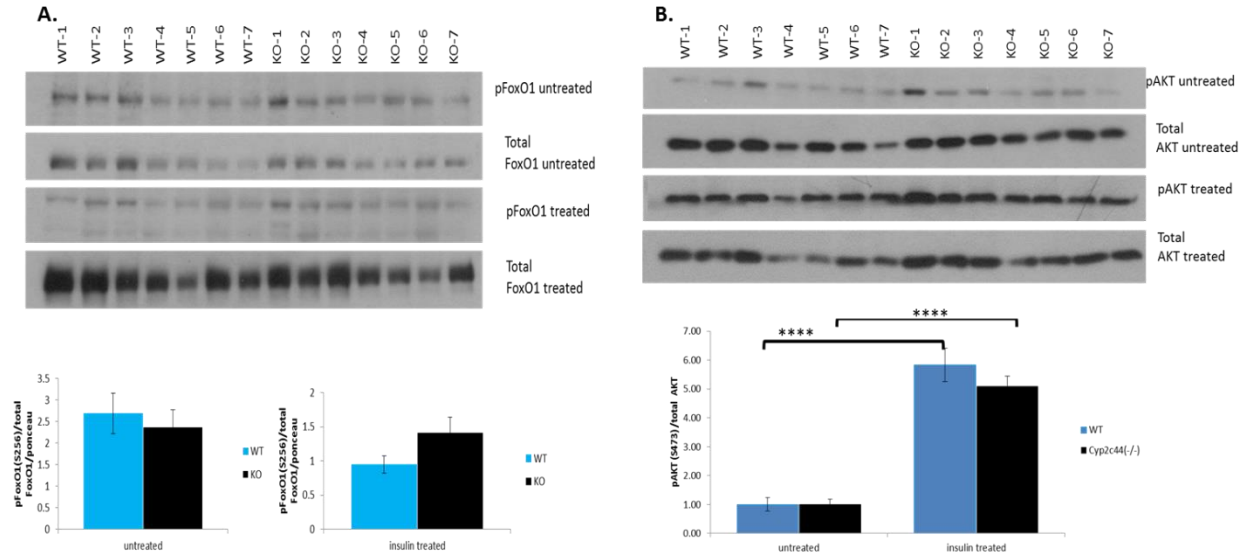 A.
WT-1 WT-2 WT-3 WT-4 WT-5 WT-6 WT-7 KO-1 KO-2 KO-3 KO-4 KO-5 KO-6 KO-7
pFoxO1 untreated
Total
FoxO1 untreated
pFoxO1 treated
Total
FoxO1 treated
pFoxO1(S256)/total
FoxO1/ponceau
3.5
3
2.5
2
1.5
1
0.5
0
untreated
WT
KO
pFoxO1(S256)/total
FoxO1/ponceau
2
1.5
1
0.5
0
insulin treated
WT
KO
B.
WT-1 WT-2 WT-3 WT-4 WT-5 WT-6 WT-7 KO-1 KO-2 KO-3 KO-4 KO-5 KO-6 KO-7
pAKT untreated
Total
AKT untreated
pAKT treated
Total
AKT treated
pAKT (S473)/total AKT
7.00
6.00
5.00
4.00
3.00
2.00
1.00
0.00
****
****
untreated
insulin treated
WT
Cyp2c44(-/-)